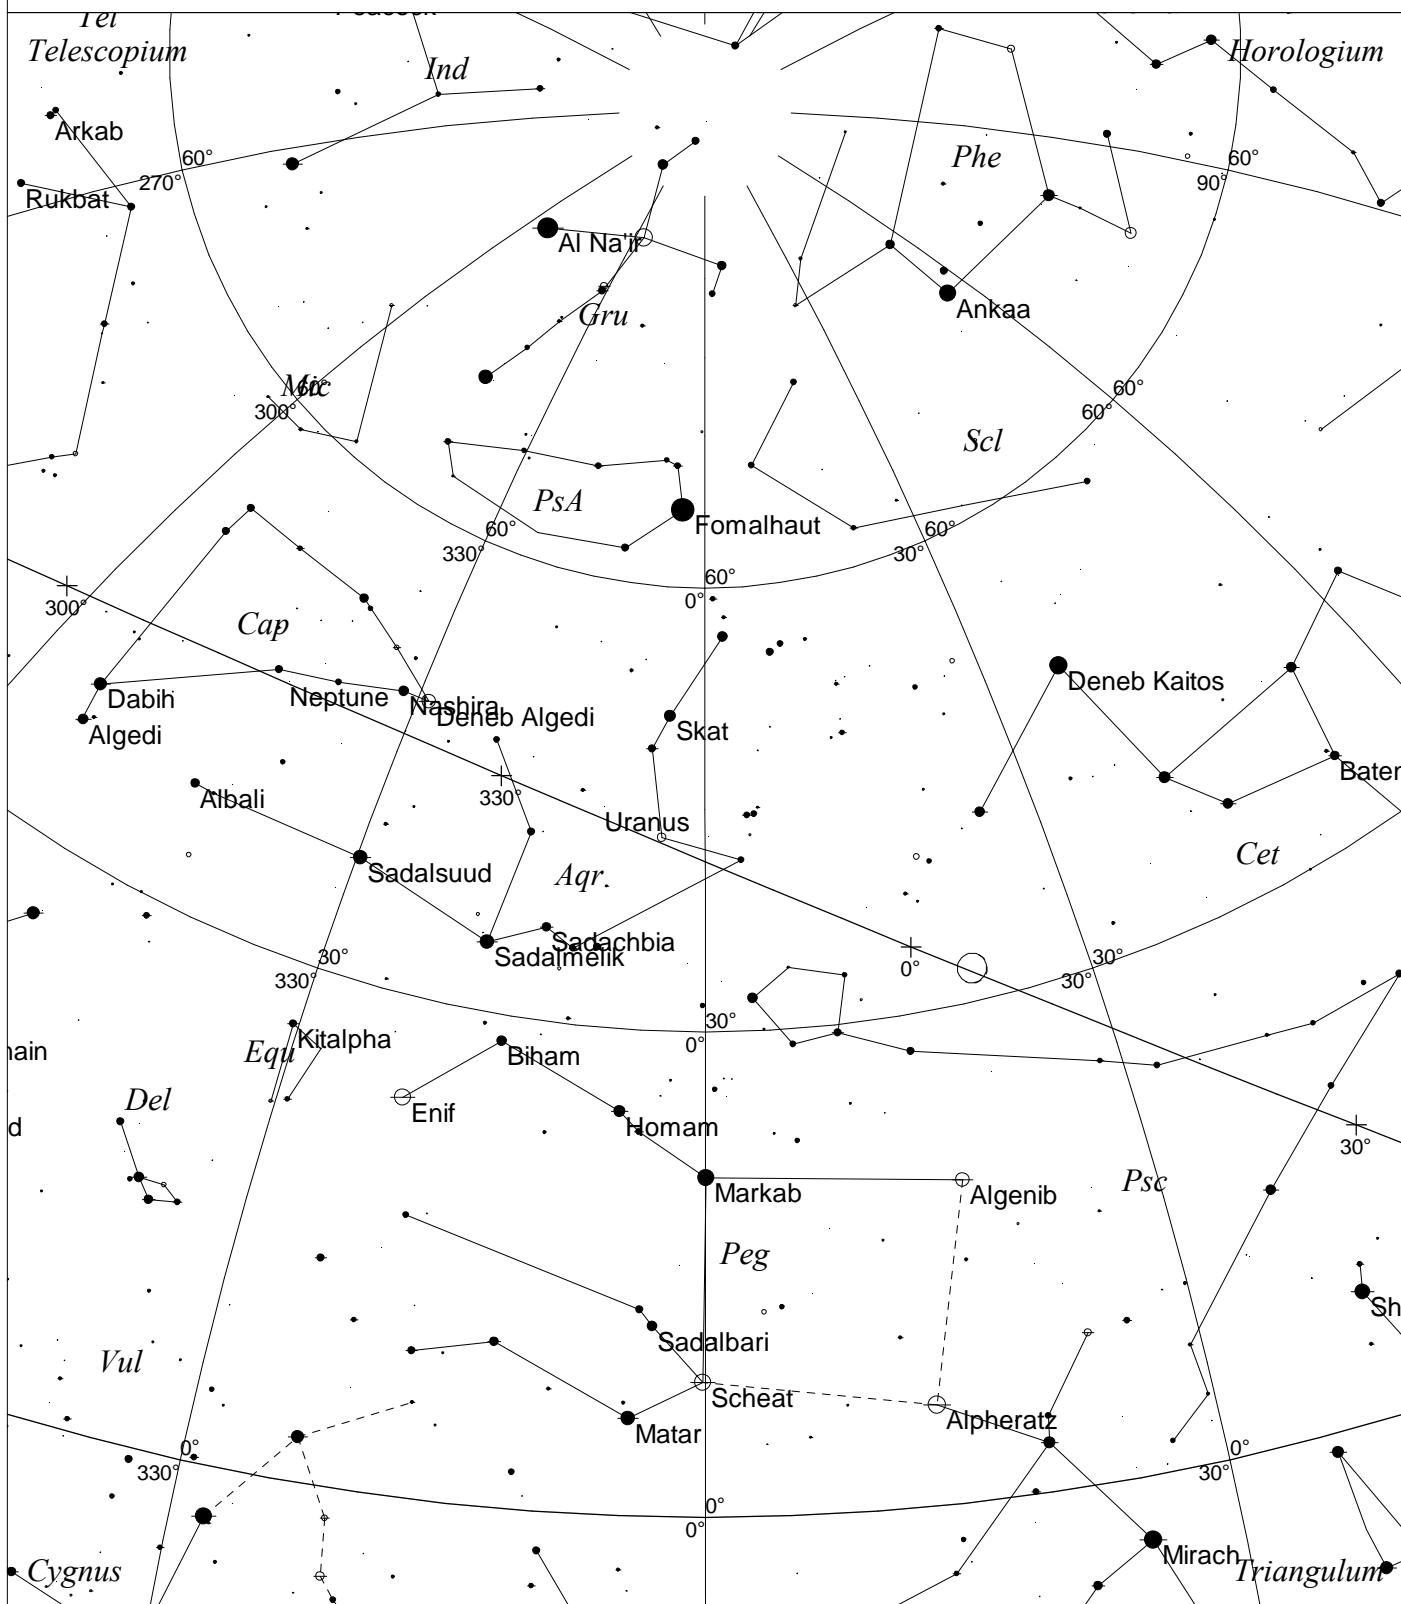 Tel
Telescopium
Ind
Horologium
Arkab
Phe
60°
270°
60°
90°
Rukbat
Al Na'ir
Ankaa
Gru
Mic
60°
300°
60°
60°
Scl
PsA
Fomalhaut
60°
330°
60°
30°
60°
0°
300°
Cap
Dabih
Neptune
Nashira
Deneb Algedi
Deneb Kaitos
Algedi
Skat
Bater
Albali
330°
Uranus
Cet
Sadalsuud
Aqr
Sadachbia
Sadalmelik
0°
30°
330°
30°
30°
30°
0°
Equ
Kitalpha
Biham
nain
Del
Enif
Homam
d
30°
Markab
Algenib
Psc
Peg
Sh
Sadalbari
Vul
Scheat
Alpheratz
Matar
0°
330°
0°
30°
0°
0°
Cygnus
Mirach
Triangulum